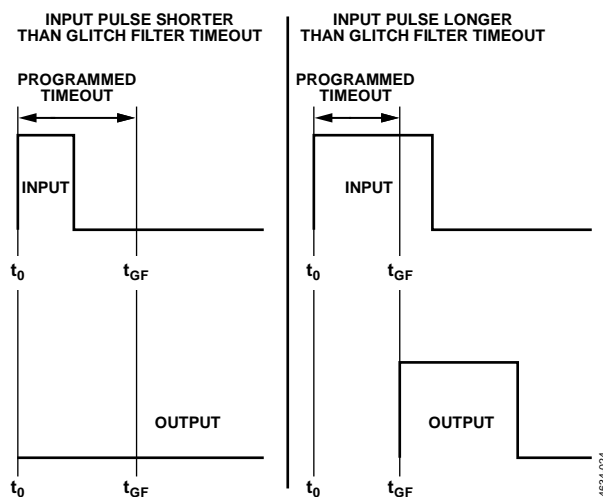 INPUT PULSE SHORTER
THAN GLITCH FILTER TIMEOUT
PROGRAMMED
TIMEOUT
INPUT
t0
tGF
OUTPUT
t0
tGF
INPUT PULSE LONGER
THAN GLITCH FILTER TIMEOUT
PROGRAMMED
TIMEOUT
INPUT
t0
tGF
OUTPUT
t0
tGF